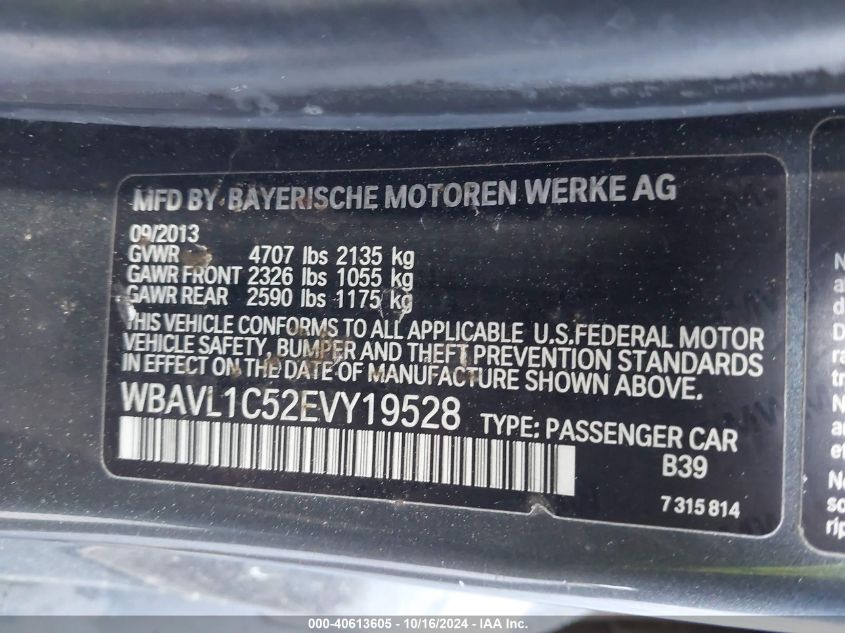 MFD BY BAYERISCHE MOTOREN WERKE AG
09/2013
GVWR 4707 lbs 2135 kg
GAWR FRONT 2326 lbs 1055 kg
GAWR REAR 2590 lbs 1175 kg
THIS VEHICLE CONFORMS TO ALL APPLICABLE U.S.FEDERAL MOTOR
VEHICLE SAFETY, BUMPER AND THEFT PREVENTION STANDARDS
IN EFFECT ON THE DATE OF MANUFACTURE SHOWN ABOVE.
WBAVL1C52EVY19528 TYPE: PASSENGER CAR
B39
7 315 814
000-40613605 - 10/16/2024 - IAAI.COM